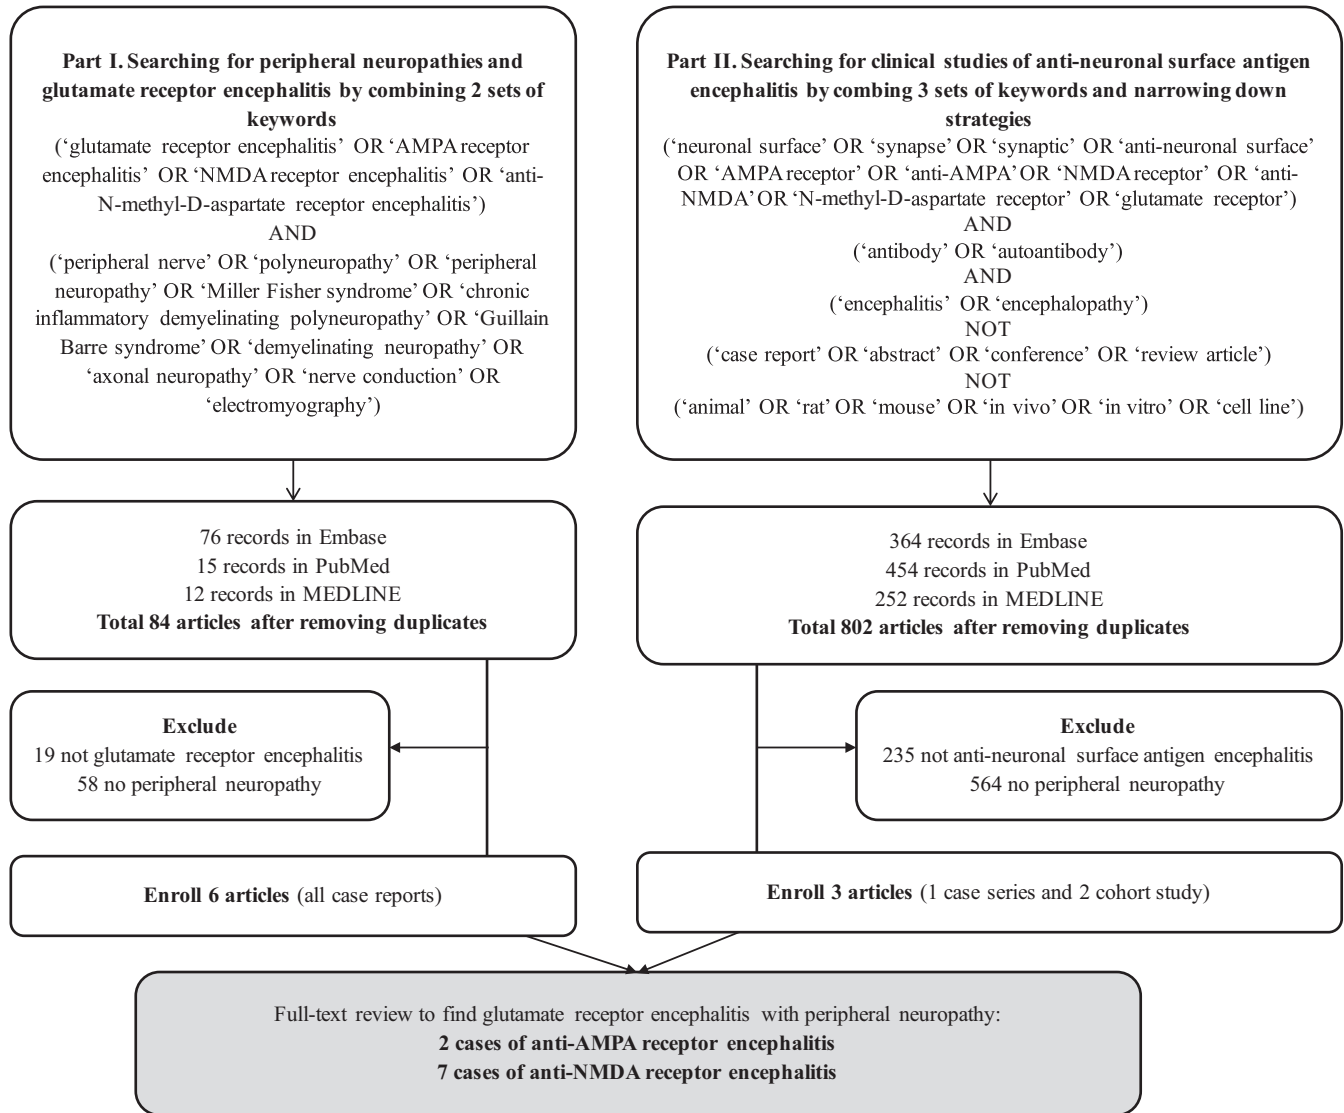 Part I. Searching for peripheral neuropathies and
glutamate receptor encephalitis by combining 2 sets of
keywords
(‘glutamate receptor encephalitis’ OR ‘AMPA receptor
encephalitis’ OR ‘NMDA receptor encephalitis’ OR ‘anti-
N-methyl-D-aspartate receptor encephalitis’)
AND
(‘peripheral nerve’ OR ‘polyneuropathy’ OR ‘peripheral
neuropathy’ OR ‘Miller Fisher syndrome’ OR ‘chronic
inflammatory demyelinating polyneuropathy’ OR ‘Guillain
Barre syndrome’ OR ‘demyelinating neuropathy’ OR
‘axonal neuropathy’ OR ‘nerve conduction’ OR
‘electromyography’)
Part II. Searching for clinical studies of anti-neuronal surface antigen
encephalitis by combing 3 sets of keywords and narrowing down
strategies
(‘neuronal surface’ OR ‘synapse’ OR ‘synaptic’ OR ‘anti-neuronal surface’
OR ‘AMPA receptor’ OR ‘anti-AMPA’ OR ‘NMDA receptor’ OR ‘anti-
NMDA’ OR ‘N-methyl-D-aspartate receptor’ OR ‘glutamate receptor’)
AND
(‘antibody’ OR ‘autoantibody’)
AND
(‘encephalitis’ OR ‘encephalopathy’)
NOT
(‘case report’ OR ‘abstract’ OR ‘conference’ OR ‘review article’)
NOT
(‘animal’ OR ‘rat’ OR ‘mouse’ OR ‘in vivo’ OR ‘in vitro’ OR ‘cell line’)
76 records in Embase
15 records in PubMed
12 records in MEDLINE
Total 84 articles after removing duplicates
364 records in Embase
454 records in PubMed
252 records in MEDLINE
Total 802 articles after removing duplicates
Exclude
19 not glutamate receptor encephalitis
58 no peripheral neuropathy
Exclude
235 not anti-neuronal surface antigen encephalitis
564 no peripheral neuropathy
Enroll 6 articles (all case reports)
Enroll 3 articles (1 case series and 2 cohort study)
Full-text review to find glutamate receptor encephalitis with peripheral neuropathy:
2 cases of anti-AMPA receptor encephalitis
7 cases of anti-NMDA receptor encephalitis